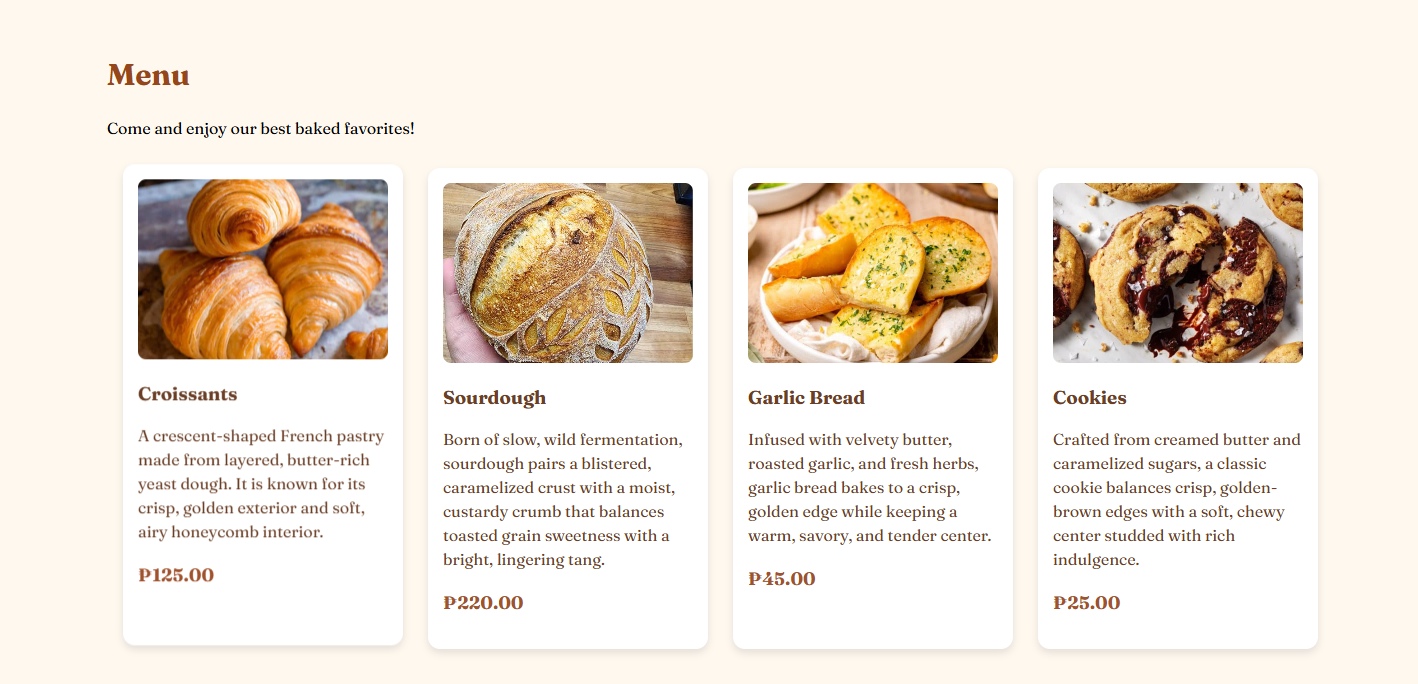 Menu
Come and enjoy our best baked favorites!
Croissants
A crescent-shaped French pastry
made from layered, butter-rich
yeast dough. It is known for its
crisp, golden exterior and soft,
airy honeycomb interior.
₱125.00
Sourdough
Born of slow, wild fermentation,
sourdough pairs a blistered,
caramelized crust with a moist,
custardy crumb that balances
toasted grain sweetness with a
bright, lingering tang.
₱220.00
Garlic Bread
Infused with velvety butter,
roasted garlic, and fresh herbs,
garlic bread bakes to a crisp,
golden edge while keeping a
warm, savory, and tender center.
₱45.00
Cookies
Crafted from creamed butter and
caramelized sugars, a classic
cookie balances crisp, golden-
brown edges with a soft, chewy
center studded with rich
indulgence.
₱25.00